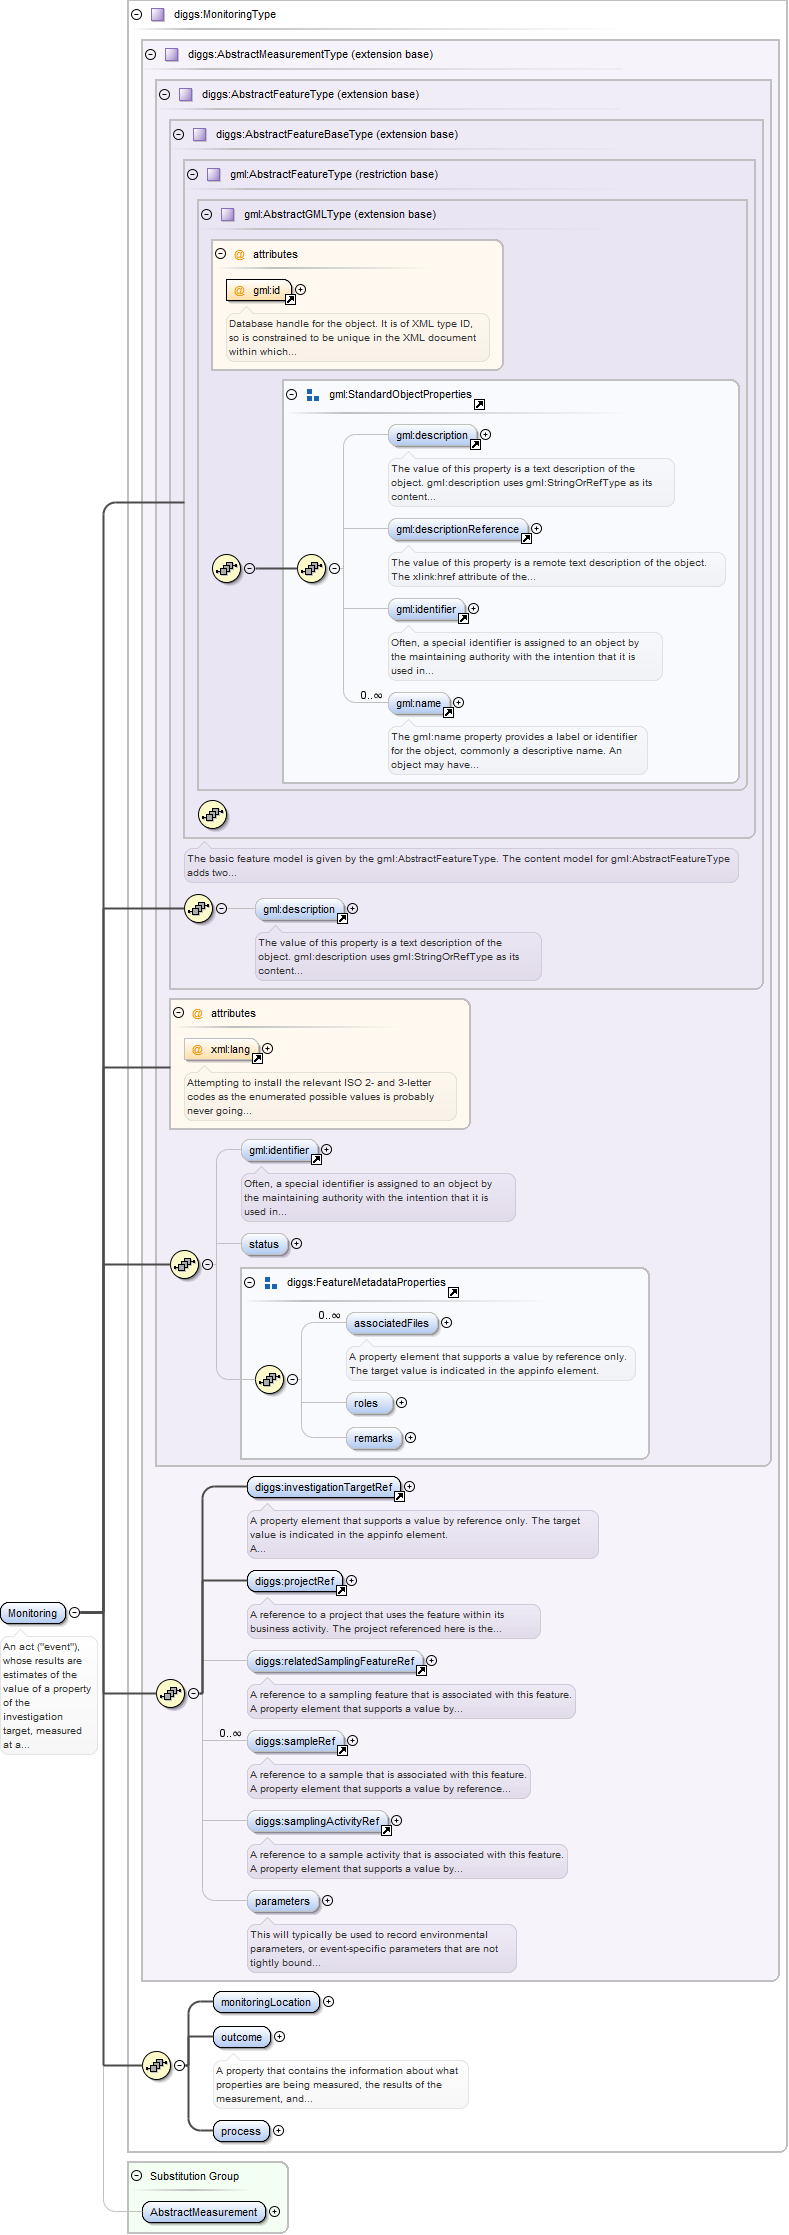 diggs:MonitoringType
diggs:AbstractMeasurementType (extension base)
diggs:AbstractFeatureType (extension base)
diggs:AbstractFeatureBaseType (extension base)
gml:AbstractFeatureType (restriction base)
gml:AbstractGMLType (extension base)
@ attributes
@ gml:id
Database handle for the object. It is of XML type ID,
so is constrained to be unique in the XML document
within which...
gml:StandardObjectProperties
gml:description
The value of this property is a text description of the
object. gml:description uses gml:StringOrRefType as its
content...
gml:descriptionReference
The value of this property is a remote text description of the object.
The xlink:href attribute of the...
gml:identifier
Often, a special identifier is assigned to an object by
the maintaining authority with the intention that it is
used in...
0..∞
gml:name
The gml:name property provides a label or identifier
for the object, commonly a descriptive name. An
object may have...
The basic feature model is given by the gml:AbstractFeatureType. The content model for gml:AbstractFeatureType
adds two...
gml:description
The value of this property is a text description of the
object. gml:description uses gml:StringOrRefType as its
content...
@ attributes
@ xml:lang
Attempting to install the relevant ISO 2- and 3-letter
codes as the enumerated possible values is probably
never going...
gml:identifier
Often, a special identifier is assigned to an object by
the maintaining authority with the intention that it is
used in...
status
diggs:FeatureMetadataProperties
0..∞
associatedFiles
A property element that supports a value by reference only.
The target value is indicated in the appinfo element.
roles
remarks
diggs:investigationTargetRef
A property element that supports a value by reference only. The target
value is indicated in the appinfo element.
A...
diggs:projectRef
A reference to a project that uses the feature within its
business activity. The project referenced here is the...
Monitoring
An act ("event"),
whose results are
estimates of the
value of a property
of the
investigation
target, measured
at a...
diggs:relatedSamplingFeatureRef
A reference to a sampling feature that is associated with this feature.
A property element that supports a value by...
0..∞
diggs:sampleRef
A reference to a sample that is associated with this feature.
A property element that supports a value by reference...
diggs:samplingActivityRef
A reference to a sample activity that is associated with this feature.
A property element that supports a value by...
parameters
This will typically be used to record environmental
parameters, or event-specific parameters that are not
tightly bound...
monitoringLocation
outcome
A property that contains the information about what
properties are being measured, the results of the
measurement, and...
process
Substitution Group
AbstractMeasurement